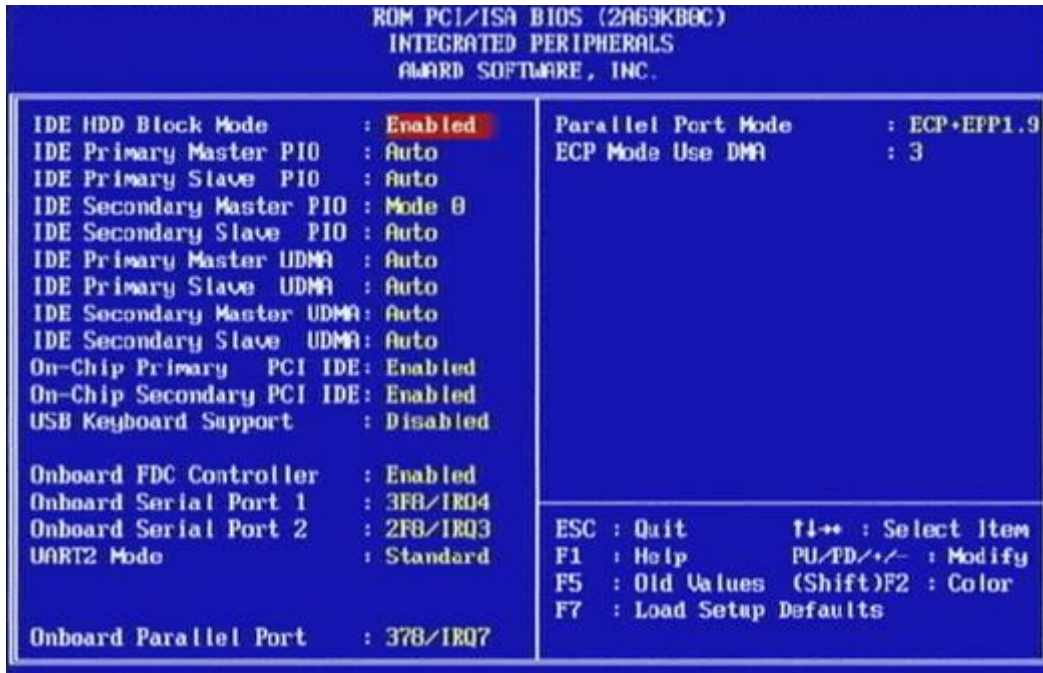 ROM PCI/ISA BIOS (2A69KB0C)
INTEGRATED PERIPHERALS
AWARD SOFTWARE, INC.
IDE HDD Block Mode : Enabled
IDE Primary Master PIO : Auto
IDE Primary Slave PIO : Auto
IDE Secondary Master PIO : Mode 0
IDE Secondary Slave PIO : Auto
IDE Primary Master UDMA : Auto
IDE Primary Slave UDMA : Auto
IDE Secondary Master UDMA: Auto
IDE Secondary Slave UDMA: Auto
On-Chip Primary PCI IDE: Enabled
On-Chip Secondary PCI IDE: Enabled
USB Keyboard Support : Disabled
Onboard FDC Controller : Enabled
Onboard Serial Port 1 : 3F8/IRQ4
Onboard Serial Port 2 : 2F8/IRQ3
UART2 Mode : Standard
Onboard Parallel Port : 378/IRQ7
Parallel Port Mode : ECP+EPP1.9
ECP Mode Use DMA : 3
ESC : Quit ↑↓→← : Select Item
F1 : Help PU/PD/+/- : Modify
F5 : Old Values (Shift)F2 : Color
F7 : Load Setup Defaults